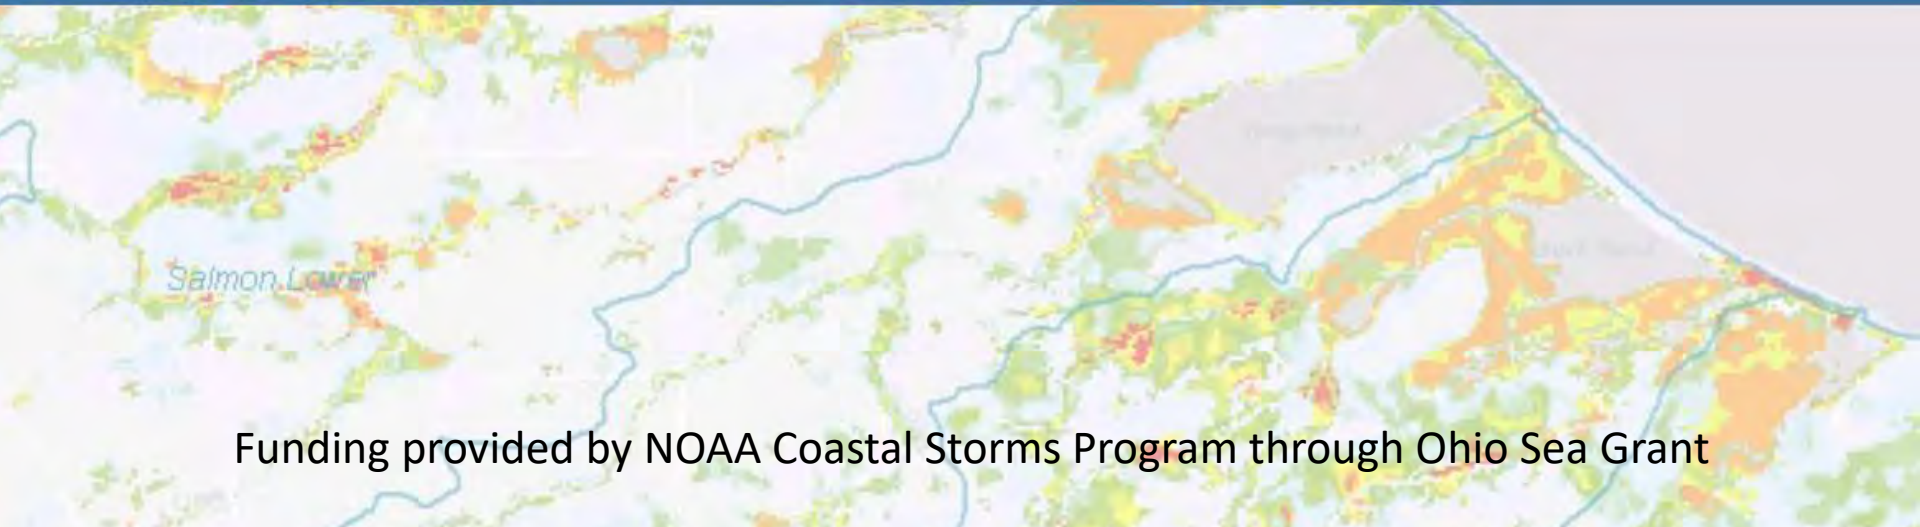 Salmon Lower
Funding provided by NOAA Coastal Storms Program through Ohio Sea Grant